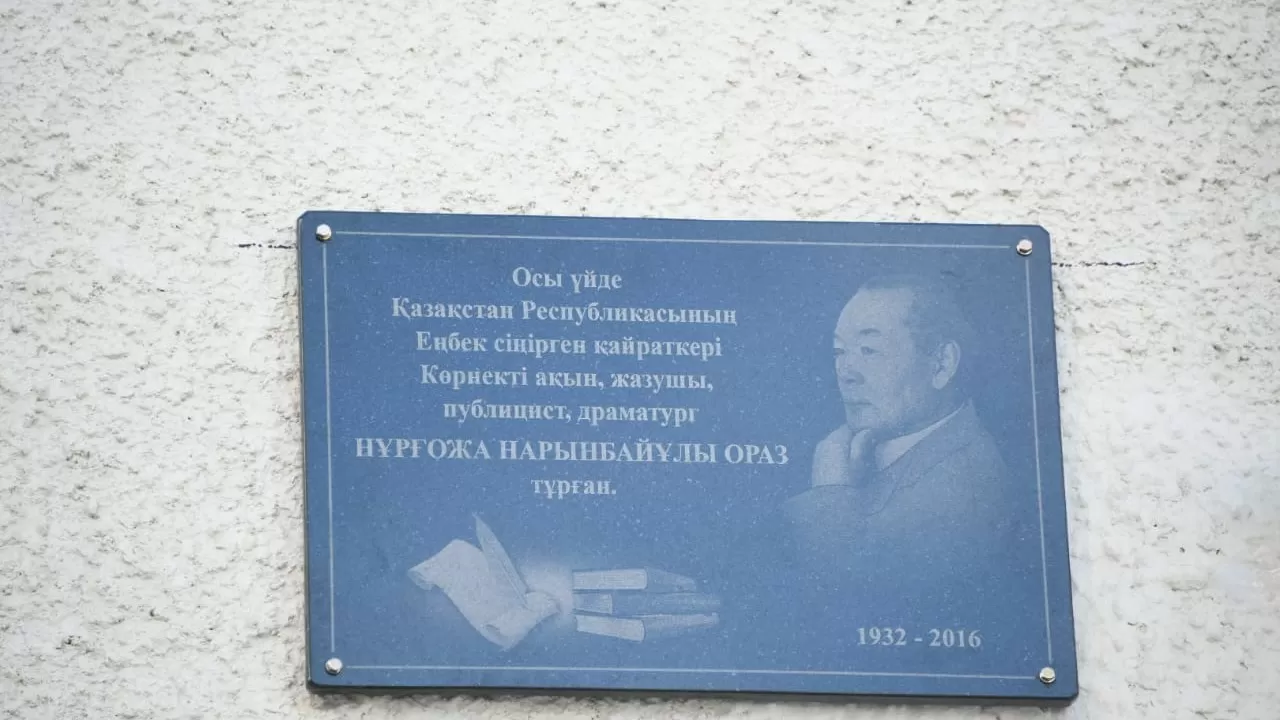 Осы үйде
Қазақстан Республикасының
Еңбек сіңірген қайраткері
Көрнекті ақын, жазушы,
публицист, драматург
НҰРҒОЖА НАРЫНБАЙҰЛЫ ОРАЗ
тұрған.
1932 - 2016